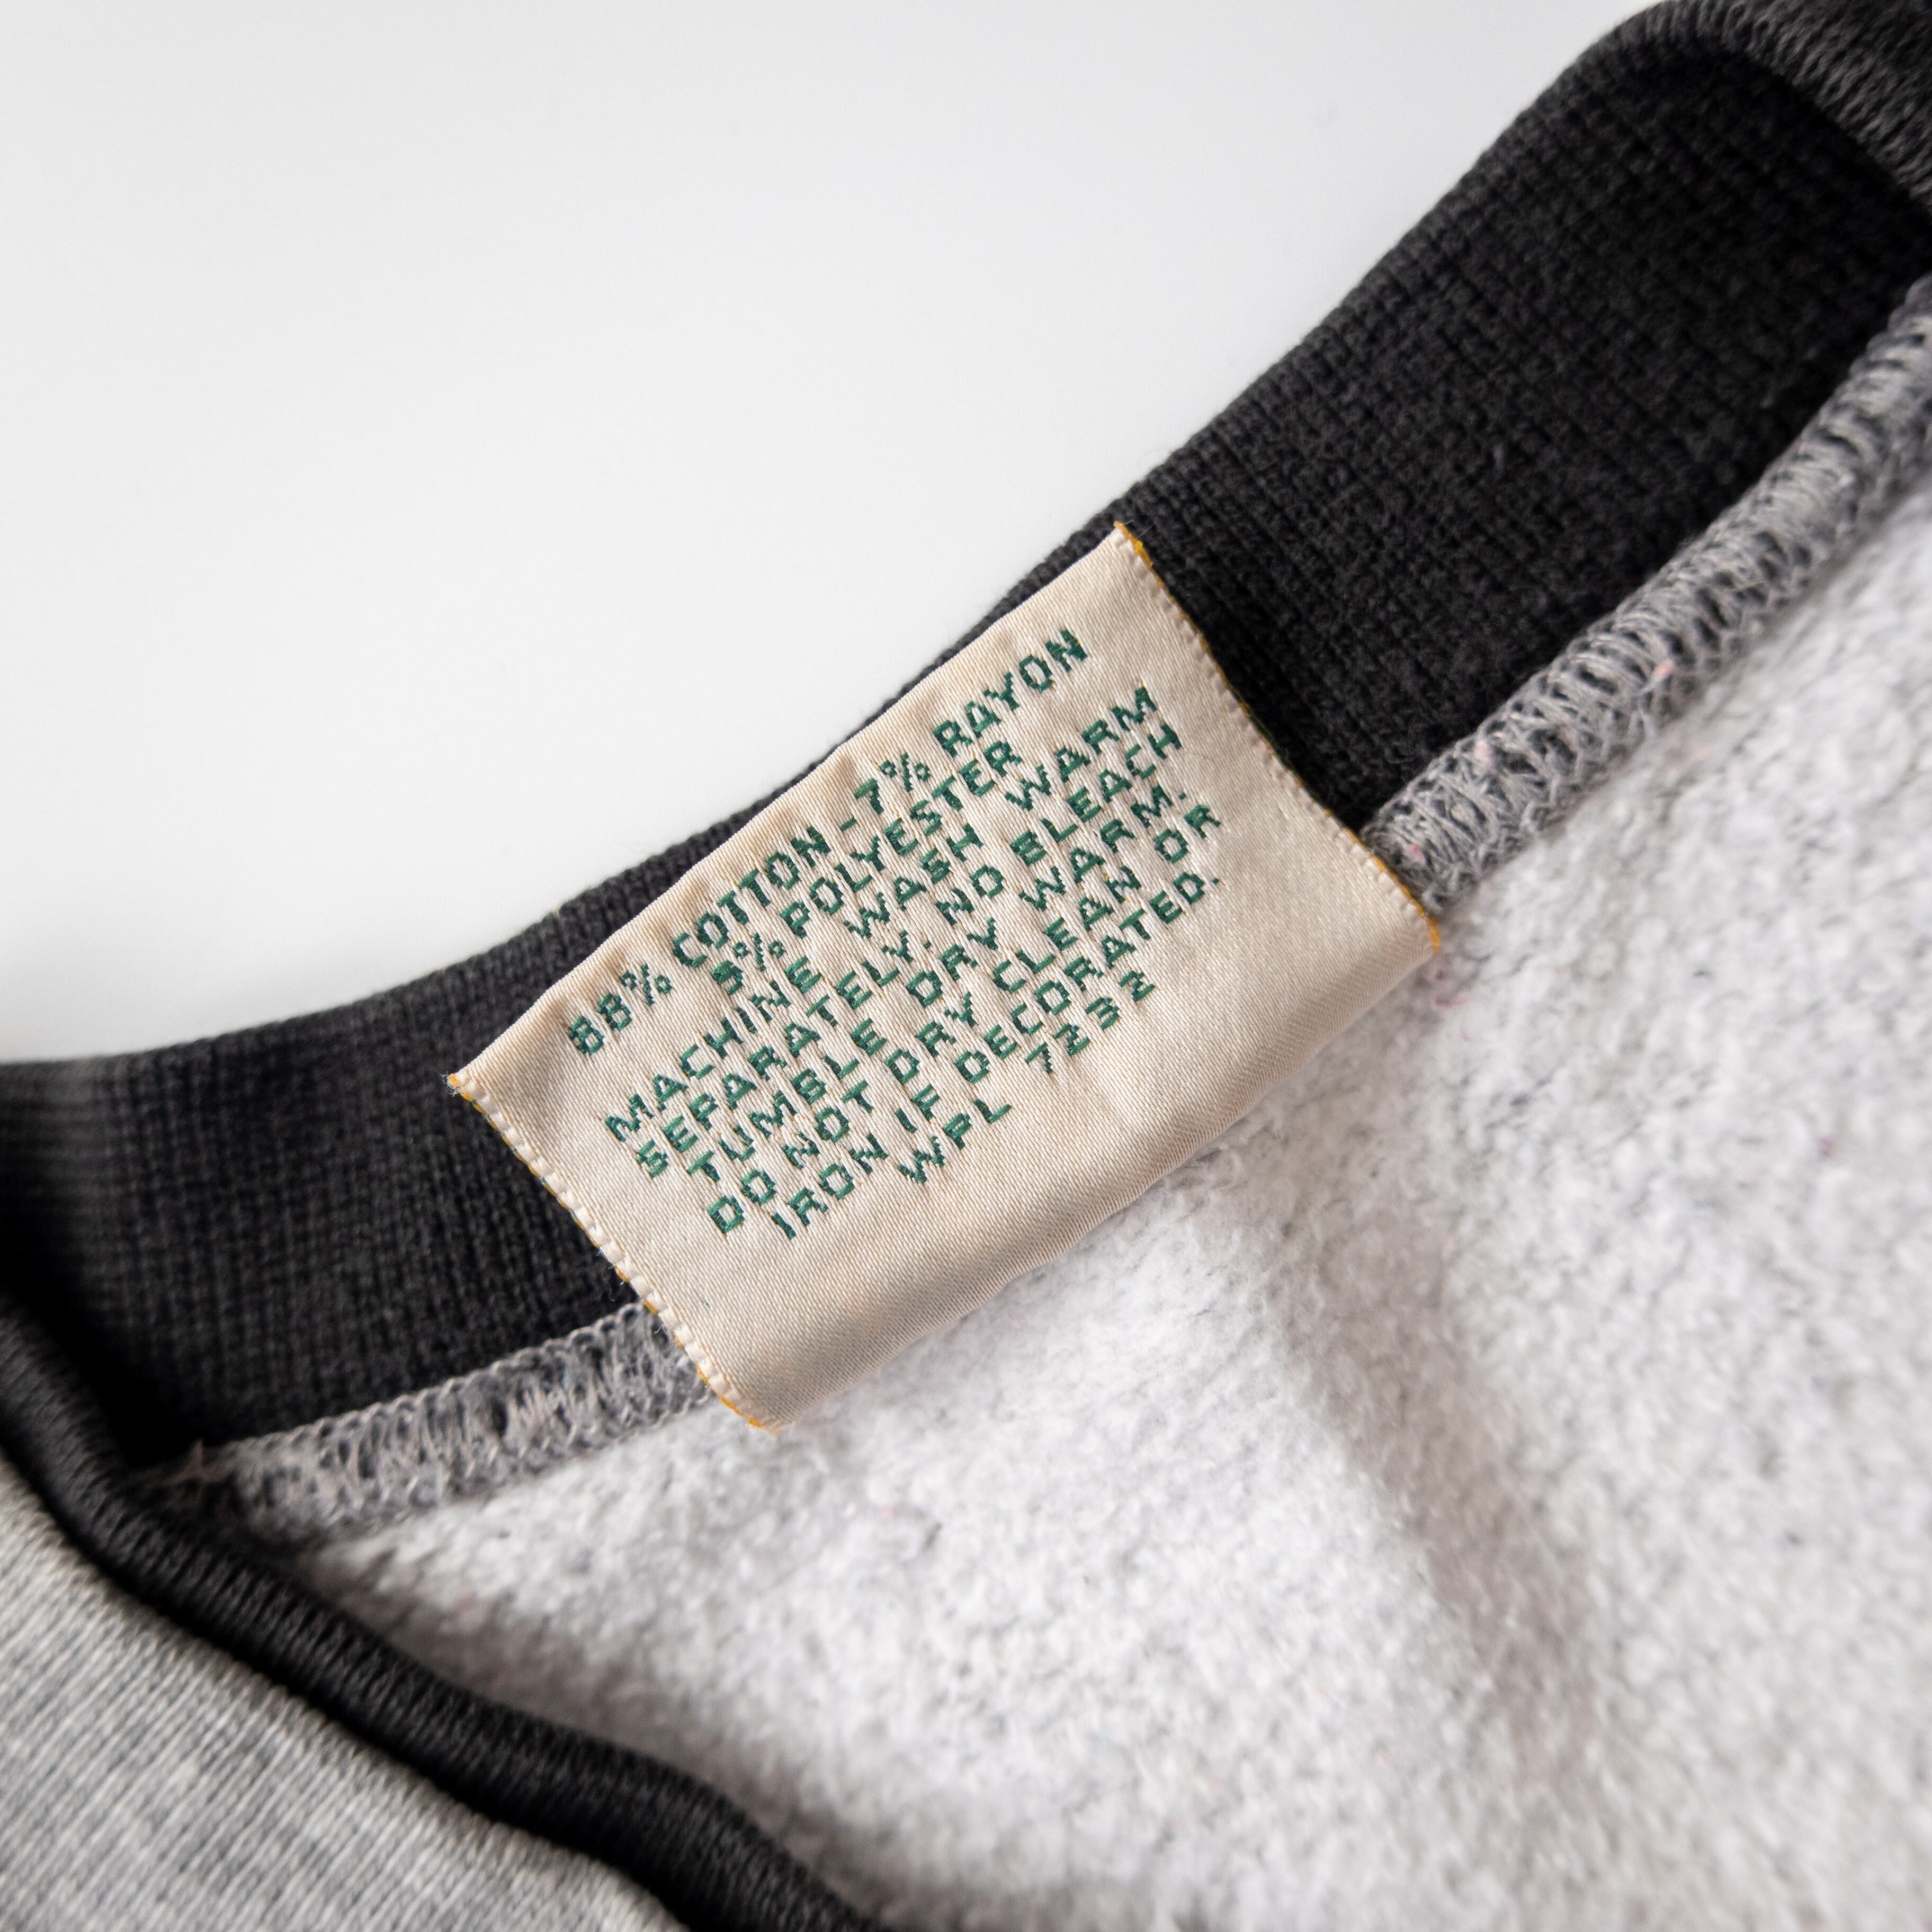 88% COTTON-7% RAYON
5% POLYESTER
MACHINE WASH WARM
SEPARATELY. NO BLEACH
TUMBLE DRY WARM.
DO NOT DRY CLEAN OR
IRON IF DECORATED.
WPL 7232